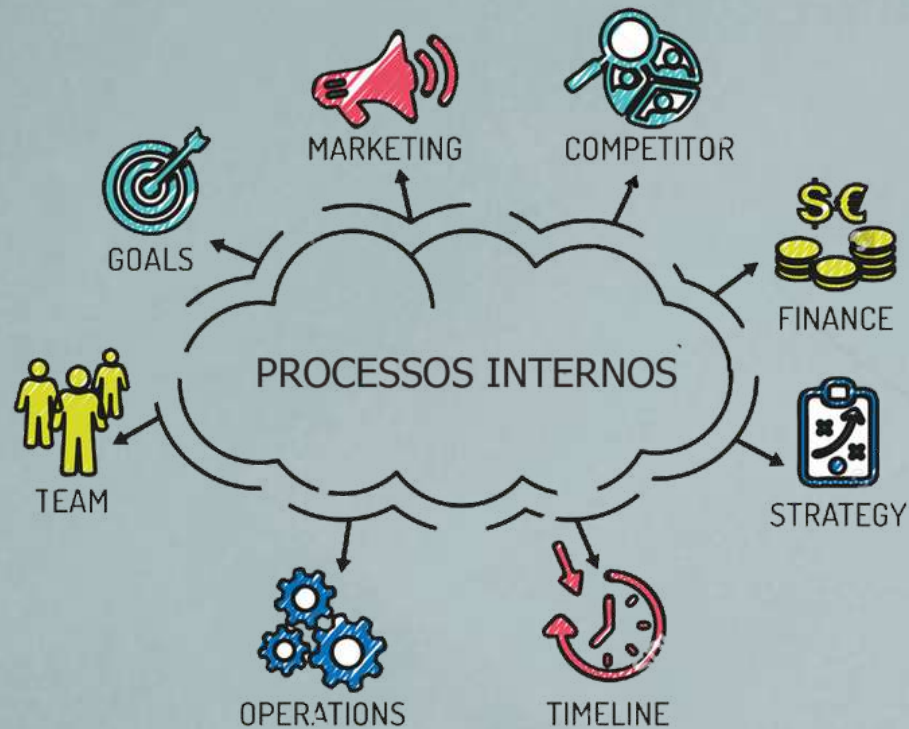 MARKETING
COMPETITOR
GOALS
$€
FINANCE
PROCESSOS INTERNOS
TEAM
STRATEGY
OPERATIONS
TIMELINE